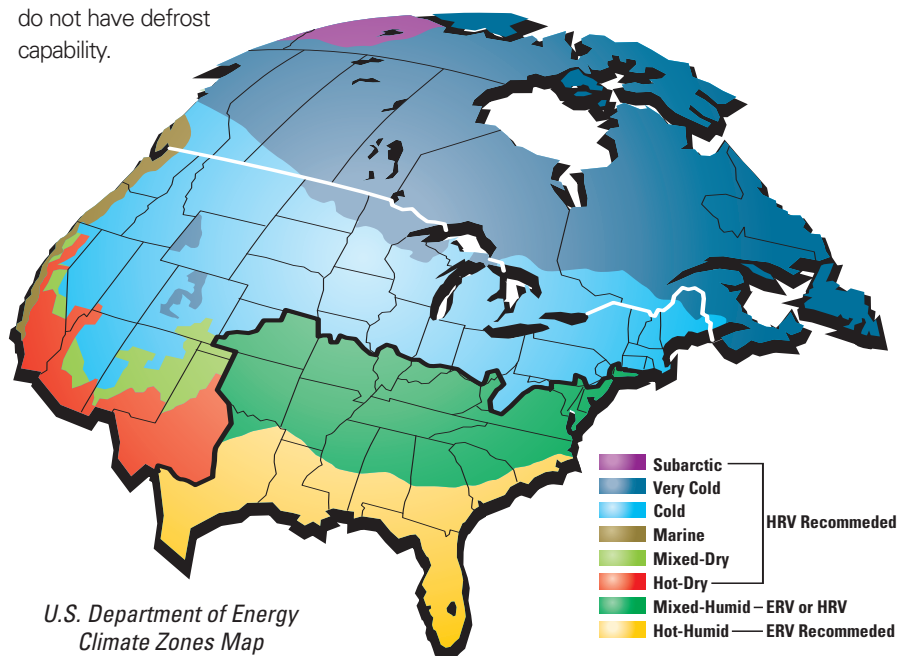 do not have defrost
capability.
Subarctic
Very Cold
Cold
Marine
Mixed-Dry
Hot-Dry
HRV Recommeded
Mixed-Humid – ERV or HRV
Hot-Humid — ERV Recommeded
U.S. Department of Energy
Climate Zones Map